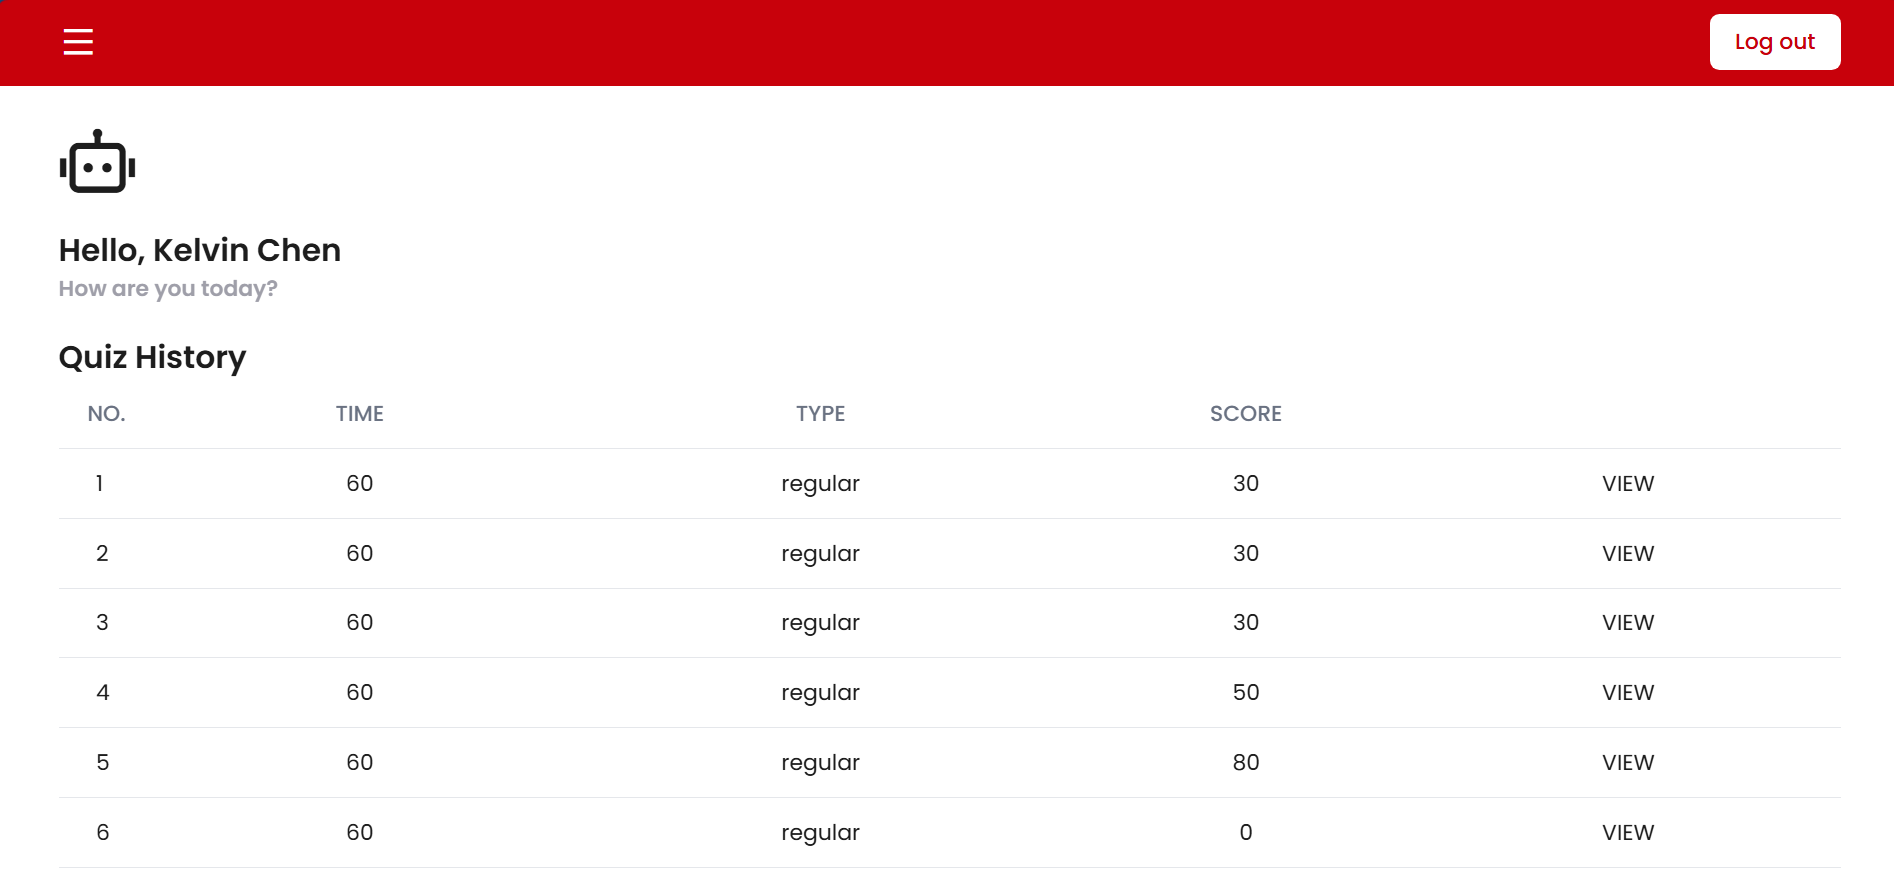 Log out
Hello, Kelvin Chen
How are you today?
Quiz History
NO. TIME TYPE SCORE
1 60 regular 30 VIEW
2 60 regular 30 VIEW
3 60 regular 30 VIEW
4 60 regular 50 VIEW
5 60 regular 80 VIEW
6 60 regular 0 VIEW